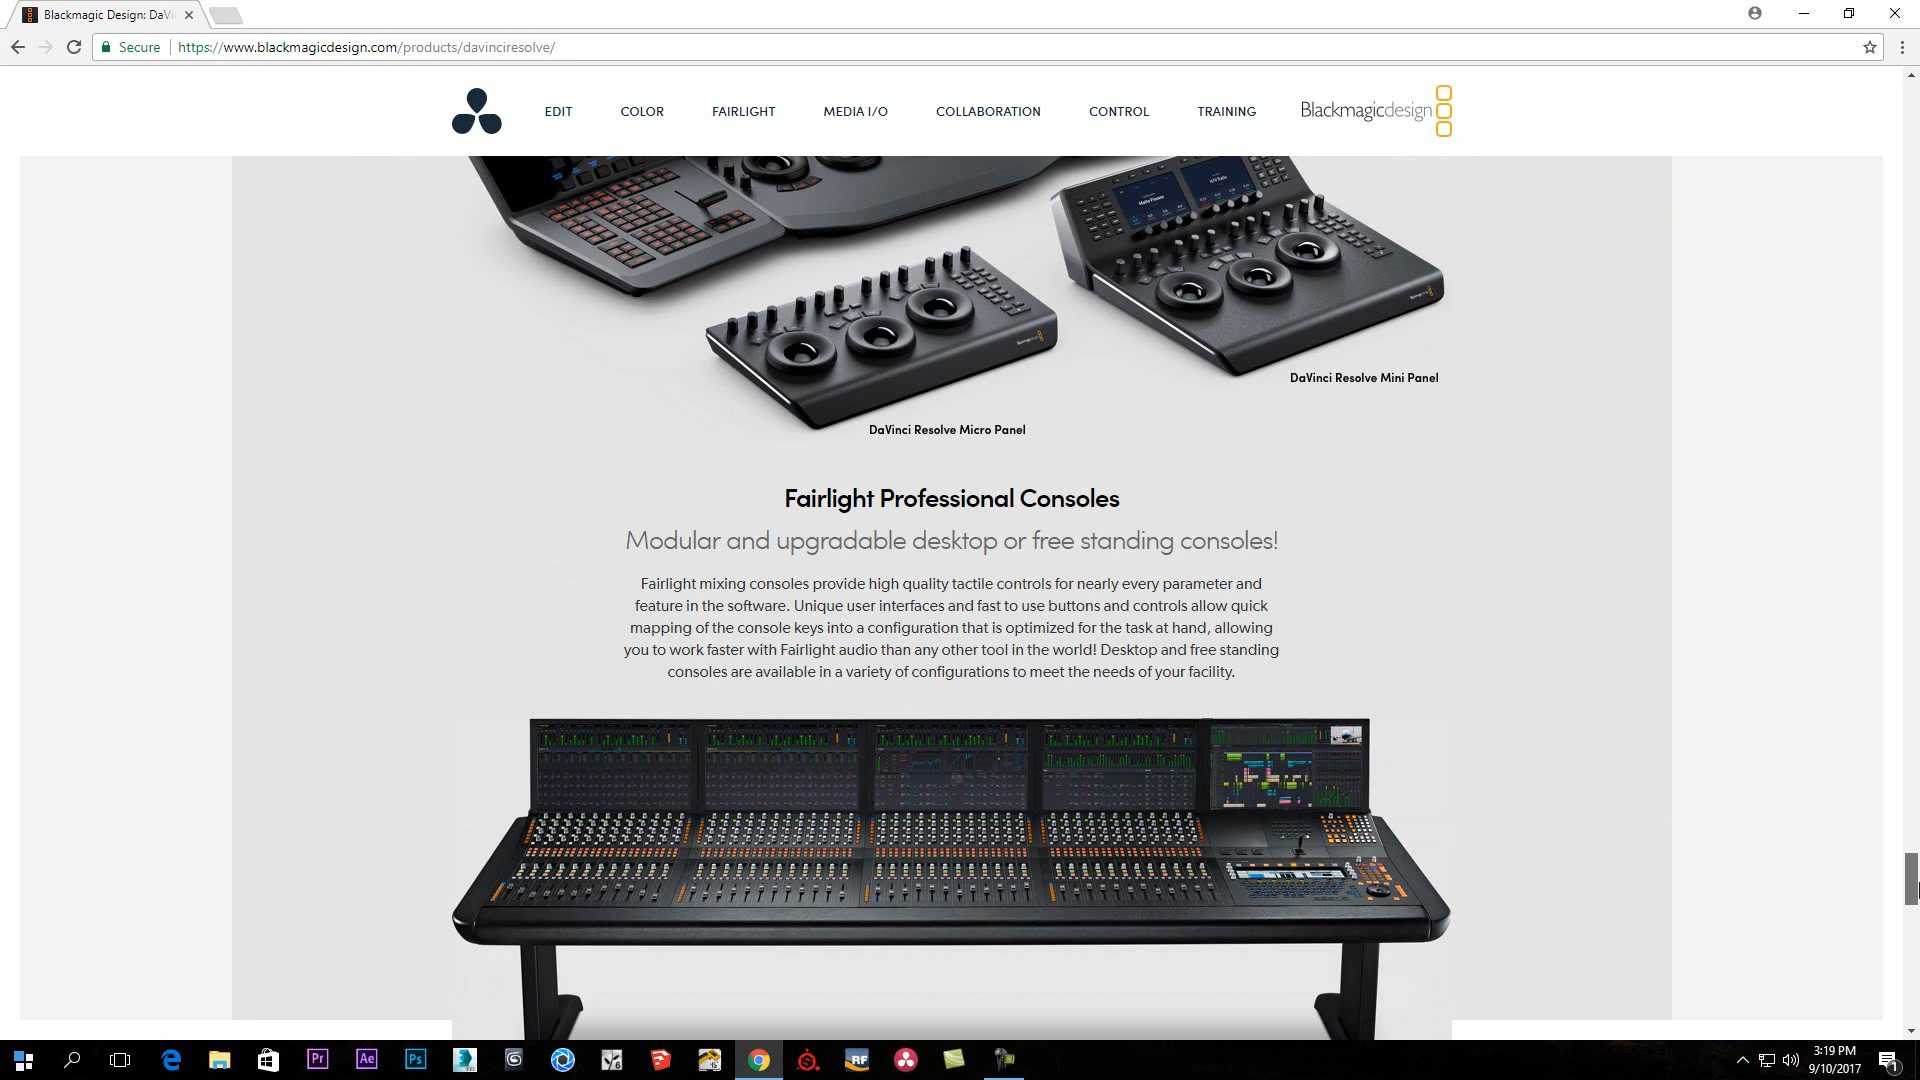 Blackmagic Design: DaVi
Secure
https://www.blackmagicdesign.com/products/davinciresolve/
EDIT
COLOR
FAIRLIGHT
MEDIA I/O
COLLABORATION
CONTROL
TRAINING
Blackmagicdesign
DaVinci Resolve Mini Panel
DaVinci Resolve Micro Panel
Fairlight Professional Consoles
Modular and upgradable desktop or free standing consoles!
Fairlight mixing consoles provide high quality tactile controls for nearly every parameter and
feature in the software. Unique user interfaces and fast to use buttons and controls allow quick
mapping of the console keys into a configuration that is optimized for the task at hand, allowing
you to work faster with Fairlight audio than any other tool in the world! Desktop and free standing
consoles are available in a variety of configurations to meet the needs of your facility.
Pr
Ae
Ps
RF
3:19 PM
9/10/2017
1